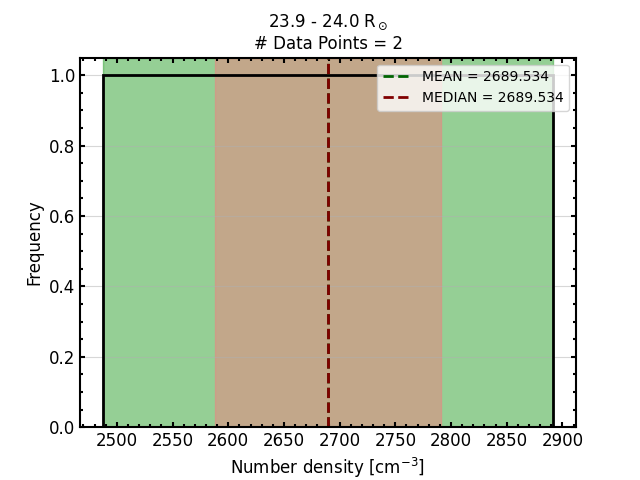 23.9 - 24.0 R⊙
# Data Points = 2
MEAN = 2689.534
MEDIAN = 2689.534
1.0
0.8
0.6
0.4
0.2
0.0
Frequency
2500 2550 2600 2650 2700 2750 2800 2850 2900
Number density [cm⁻³]